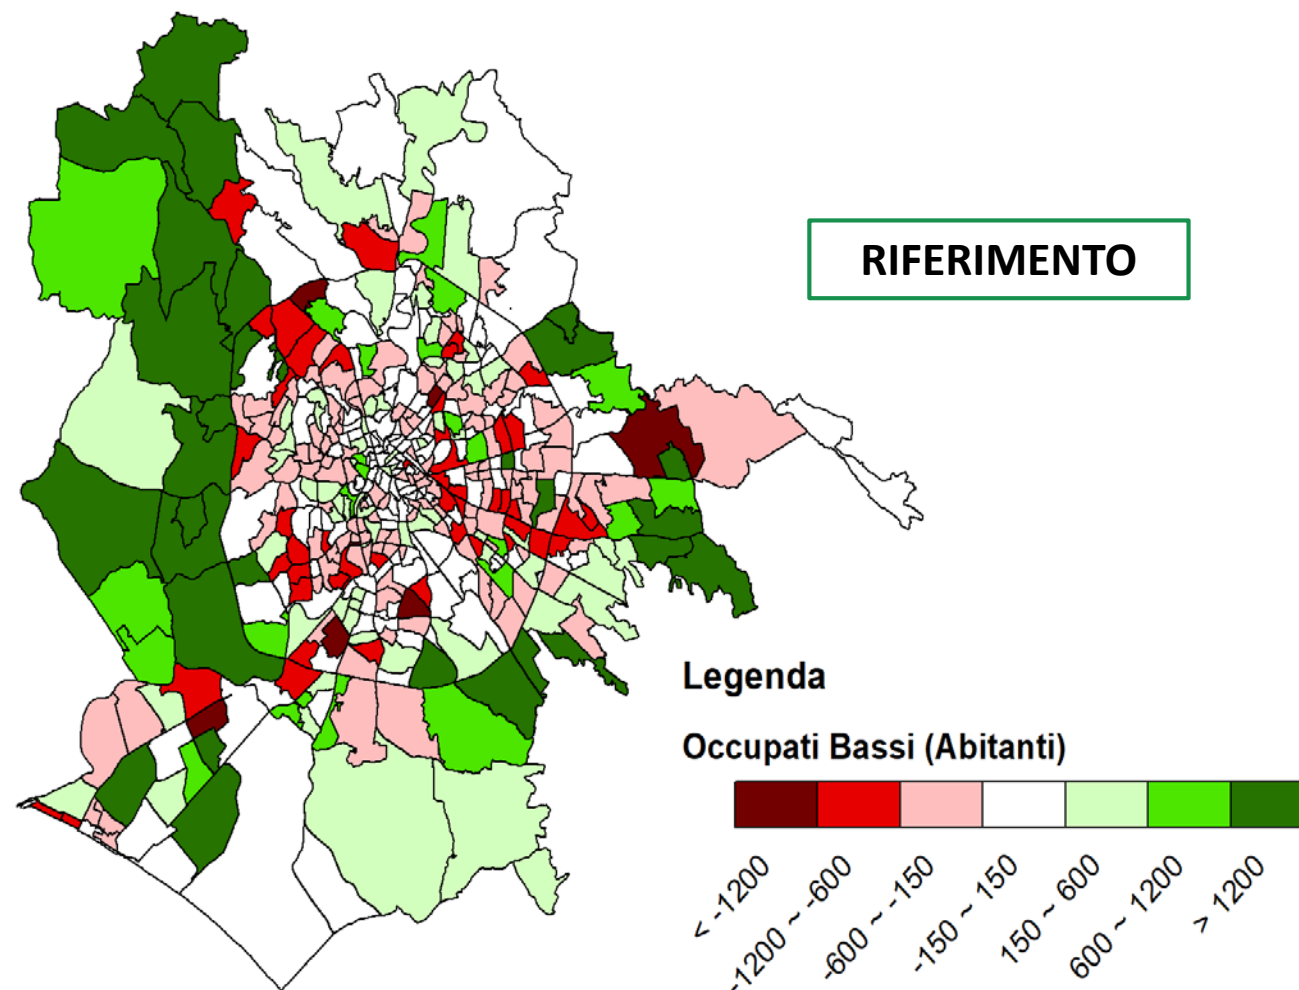 RIFERIMENTO
Legenda
Occupati Bassi (Abitanti)
< -1200
-1200 ~ -600
-600 ~ -150
-150 ~ 150
150 ~ 600
600 ~ 1200
> 1200